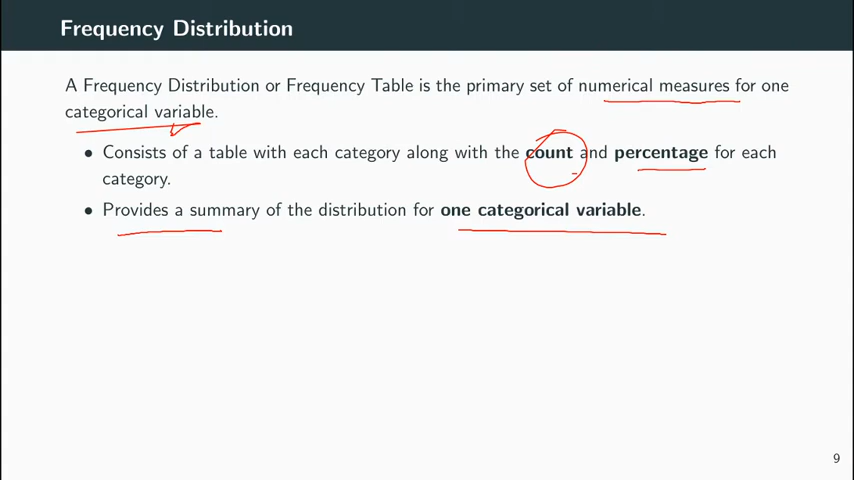 Frequency Distribution
A Frequency Distribution or Frequency Table is the primary set of numerical measures for one
categorical variable.
• Consists of a table with each category along with the count and percentage for each
category.
• Provides a summary of the distribution for one categorical variable.
9